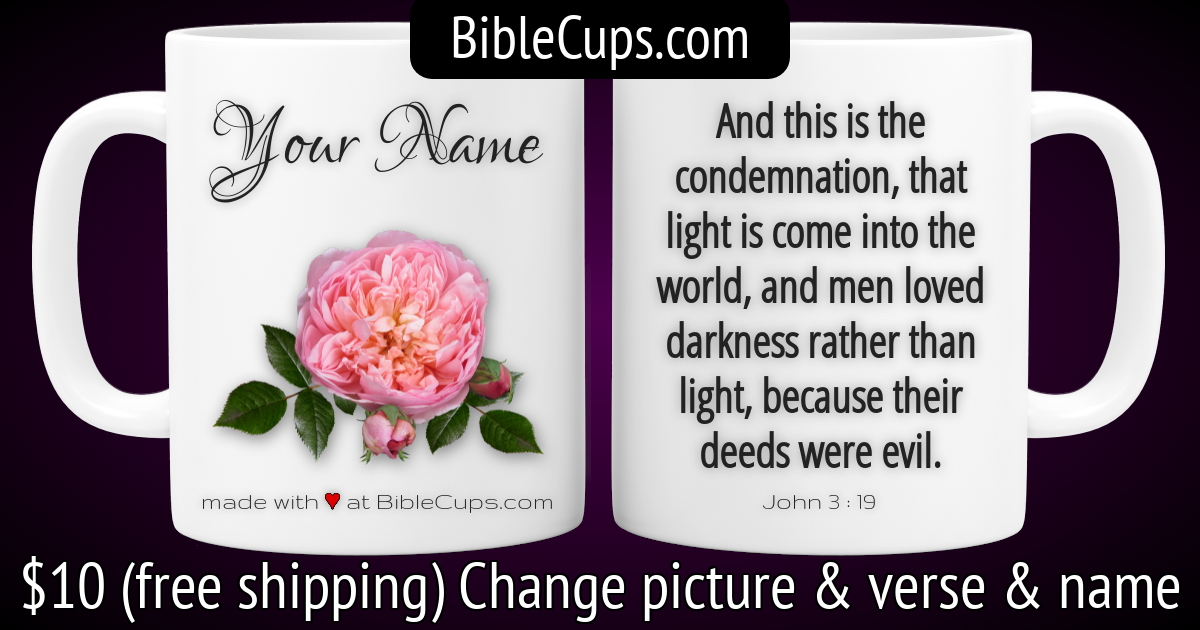 BibleCups.com
Your Name
made with ♥ at BibleCups.com
And this is the
condemnation, that
light is come into the
world, and men loved
darkness rather than
light, because their
deeds were evil.
John 3 : 19
$10 (free shipping) Change picture & verse & name